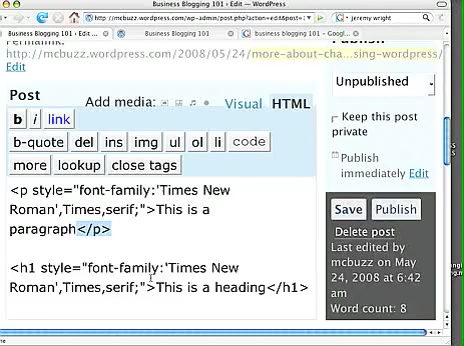 Business Blogging 101 › Edit — WordPress
http://mcbuzz.wordpress.com/wp-admin/post.php?action=edit&post=
jeremy wright
Business Blogging 101 › Edit ‹ ...
Business Blogging 101
business blogging 101 - Googl...
Permalink:
http://mcbuzz.wordpress.com/2008/05/24/more-about-cha...sing-wordpress/
Edit
Post
Add media:
Visual
HTML
b i link
b-quote del ins img ul ol li code
more lookup close tags
<p style="font-family:'Times New
Roman',Times,serif;">This is a
paragraph</p>
<h1 style="font-family:'Times New
Roman',Times,serif;">This is a heading</h1>
Unpublished
Keep this post
private
Publish
immediately Edit
Save Publish
Delete post
Last edited by
mcbuzz on May
24, 2008 at 6:42
am
Word count: 8